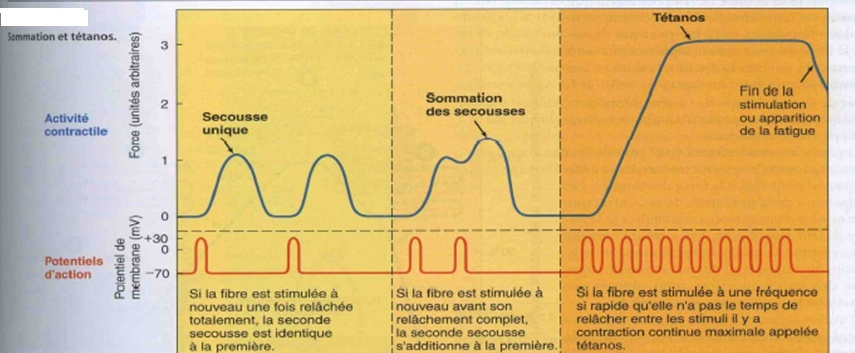 Sommation et tétanos.
Activité
contractile
Force (unités arbitraires)
3
2
1
0
Secousse
unique
Sommation
des secousses
Tétanos
Fin de la
stimulation
ou apparition
de la fatigue
Potentiels
d'action
Potentiel de
membrane (mV)
+30
0
−70
Si la fibre est stimulée à
nouveau une fois relâchée
totalement, la seconde
secousse est identique
à la première.
Si la fibre est stimulée à
nouveau avant son
relâchement complet,
la seconde secousse
s'additionne à la première.
Si la fibre est stimulée à une fréquence
si rapide qu'elle n'a pas le temps de
relâcher entre les stimuli il y a
contraction continue maximale appelée
tétanos.